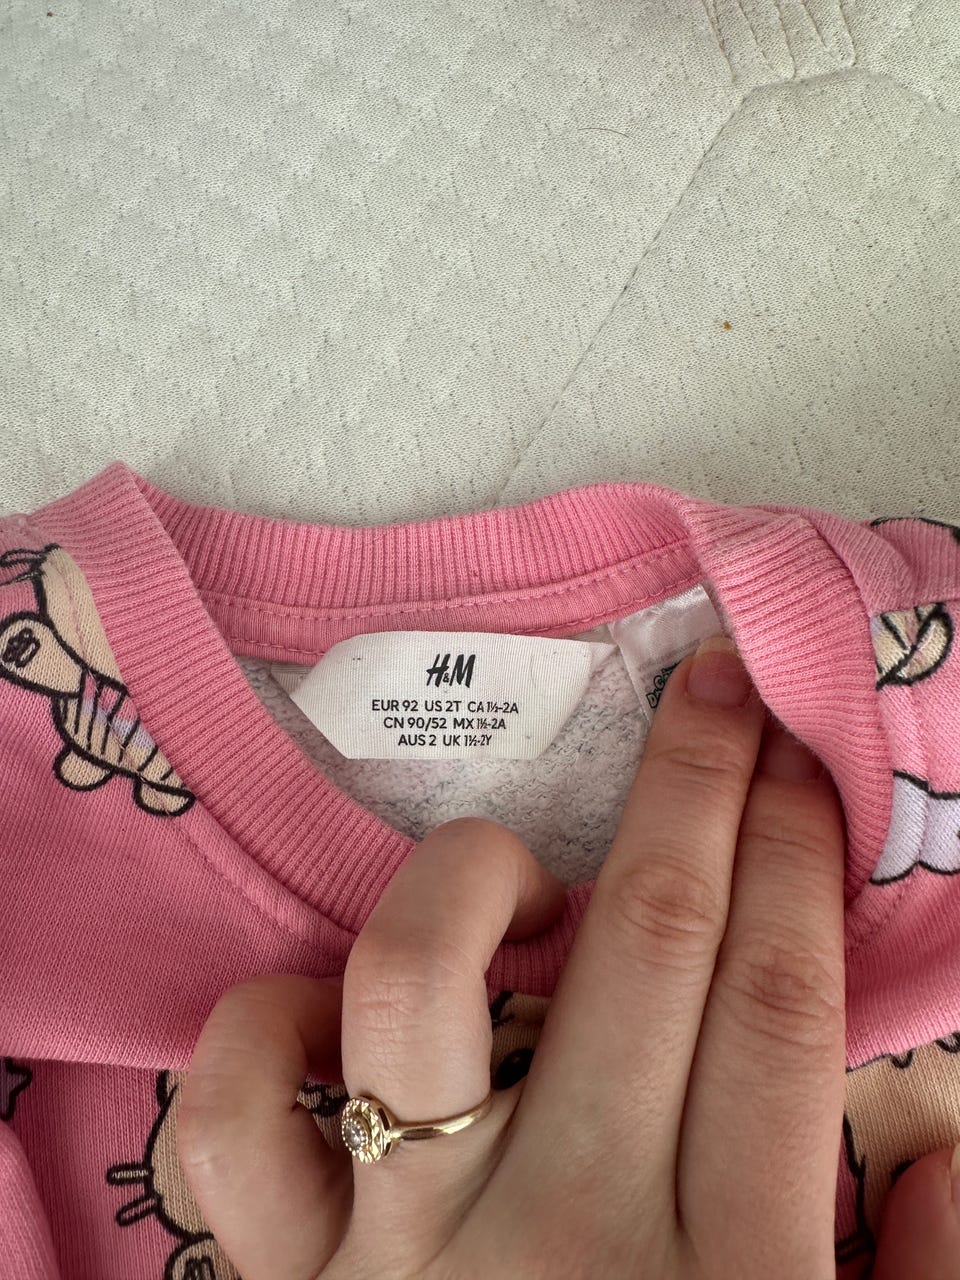 H&M
EUR 92 US 2T CA 1½-2A
CN 90/52 MX 1½-2A
AUS 2 UK 1½-2Y